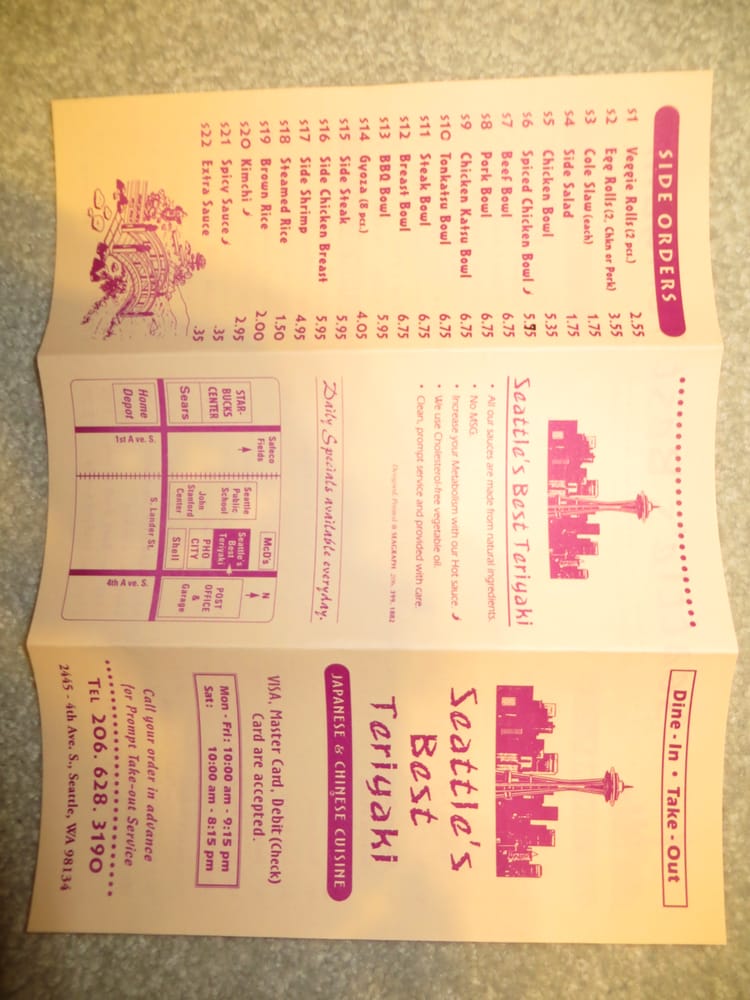 SIDE ORDERS
s1 Veggie Rolls (2 pcs.) 2.55
s2 Egg Rolls (2, Chkn or Pork) 3.55
s3 Cole Slaw (each) 1.75
s4 Side Salad 1.75
s5 Chicken Bowl 5.35
s6 Spiced Chicken Bowl 5.95
s7 Beef Bowl 6.75
s8 Pork Bowl 6.75
s9 Chicken Katsu Bowl 6.75
s10 Tonkatsu Bowl 6.75
s11 Steak Bowl 6.75
s12 Breast Bowl 6.75
s13 BBQ Bowl 5.95
s14 Gyoza (8 pcs.) 4.05
s15 Side Steak 5.95
s16 Side Chicken Breast 5.95
s17 Side Shrimp 4.95
s18 Steamed Rice 1.50
s19 Brown Rice 2.00
s20 Kimchi 2.95
s21 Spicy Sauce .35
s22 Extra Sauce .35
Seattle's Best Teriyaki
• All our sauces are made from natural ingredients.
• No MSG.
• Increase your Metabolism with our Hot sauce.
• We use Cholesterol-free vegetable oil.
• Clean, prompt service and provided with care.
Designed, Printed @ SEAGRAPH 206. 399. 1882
Daily Specials available everyday.
Safeco
Fields
McD's
N
STAR-
BUCKS
CENTER
Seattle
Public
School
John
Stanford
Center
Seattle's
Best
Teriyaki
PHO
CITY
POST
OFFICE
&
Garage
Sears
Shell
Home
Depot
1st A ve. S.
S. Lander St.
4th A ve. S.
Dine - In • Take - Out
Seattle's
Best
Teriyaki
JAPANESE & CHINESE CUISINE
VISA, Master Card, Debit (Check)
Card are accepted.
Mon - Fri: 10:00 am - 9:15 pm
Sat: 10:00 am - 8:15 pm
Call your order in advance
for Prompt Take-out Service
TEL 206. 628. 3190
2445 - 4th Ave. S., Seattle, WA 98134